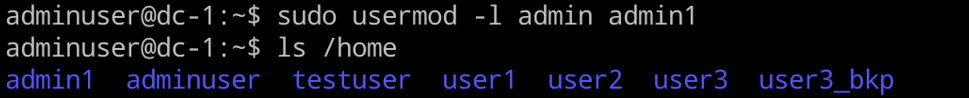 adminuser@dc-1:~$ sudo usermod -l admin admin1
adminuser@dc-1:~$ ls /home
admin1  adminuser  testuser  user1  user2  user3  user3_bkp